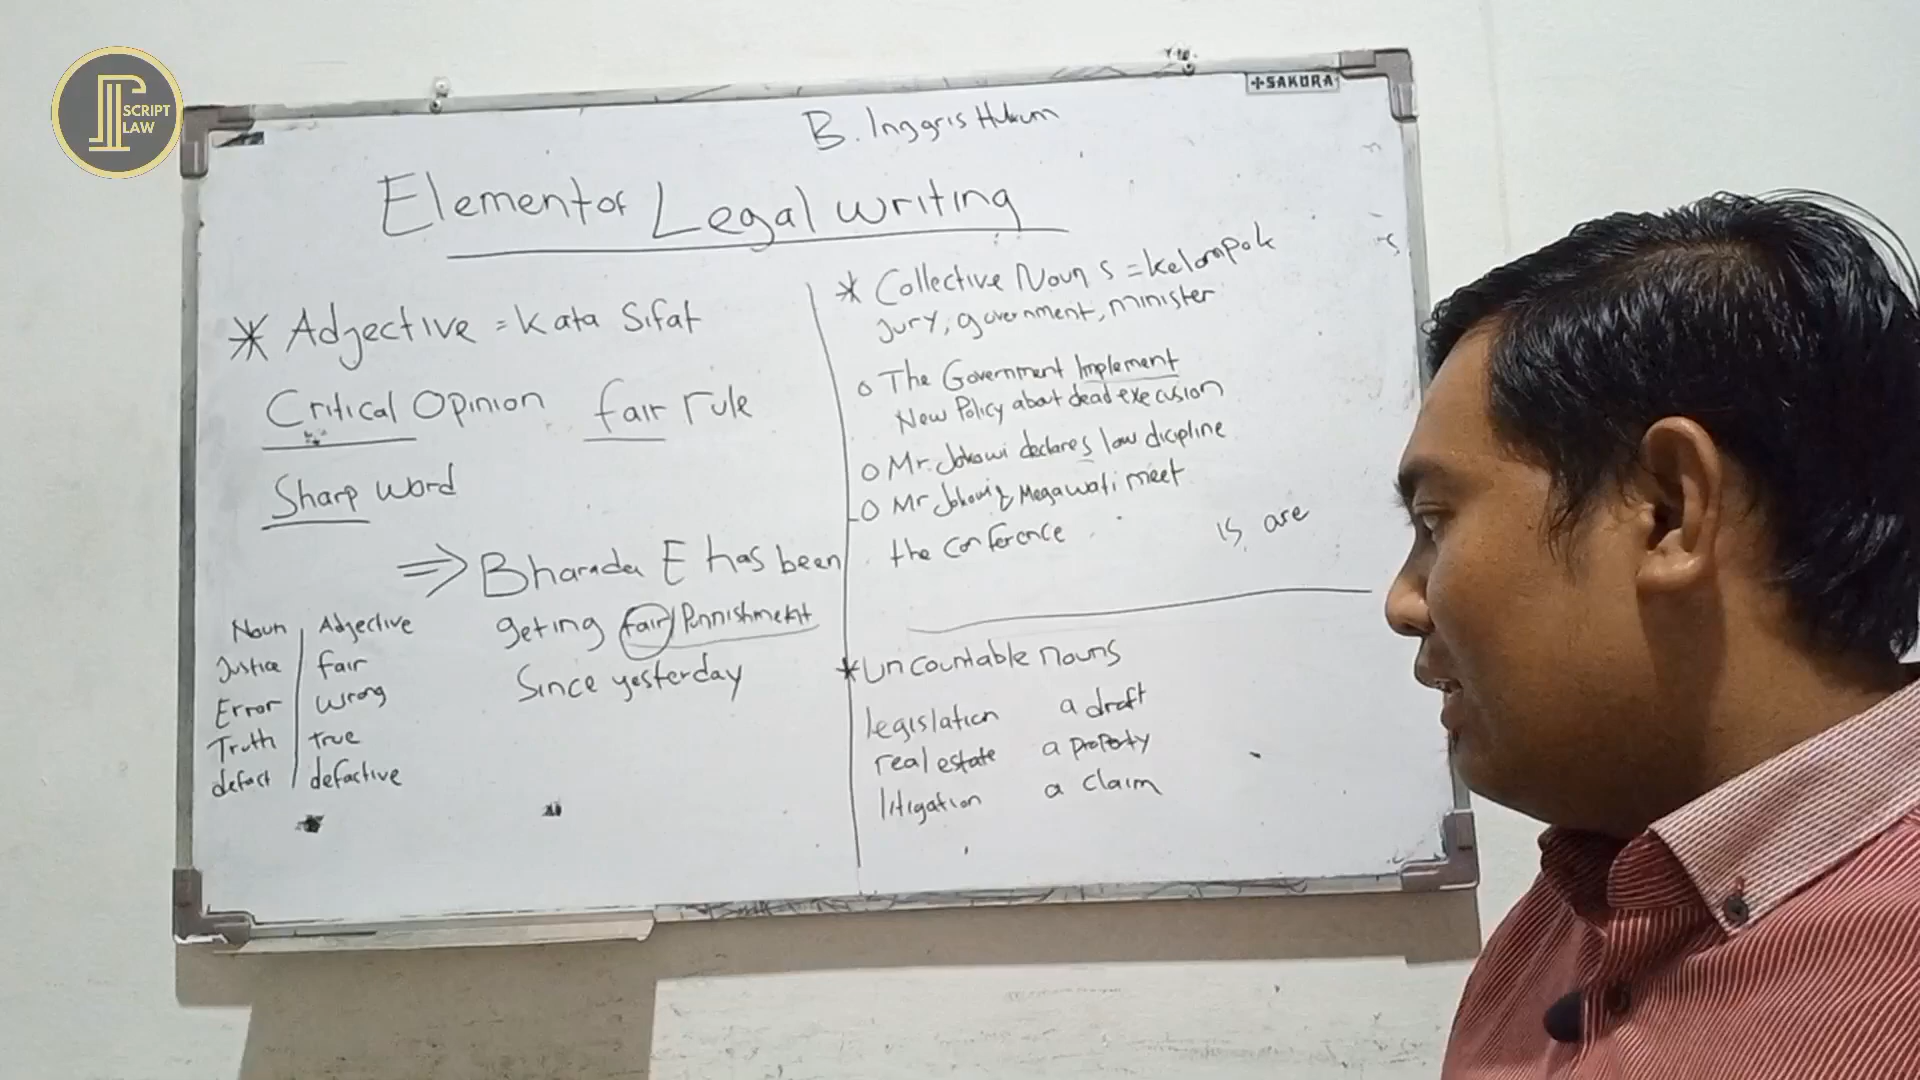 SCRIPT
LAW
+SAKURA
B. Inggris Hukum
Element of Legal writing
* Adjective = Kata Sifat
Critical Opinion fair rule
Sharp word
⇒ Bharada E has been
geting fair/Punnishment
Since yesterday
Noun | Adjective
Justice | fair
Error | wrong
Truth | true
defect | defective
* Collective Noun s = Kelompok
Jury, government, minister
o The Government Implement
New Policy about dead execusion
o Mr. Jokowi declares law dicipline
o Mr Jokowi & Megawati meet
the conference
is are
* Uncountable nouns
legislation a draft
real estate a property
litigation a claim